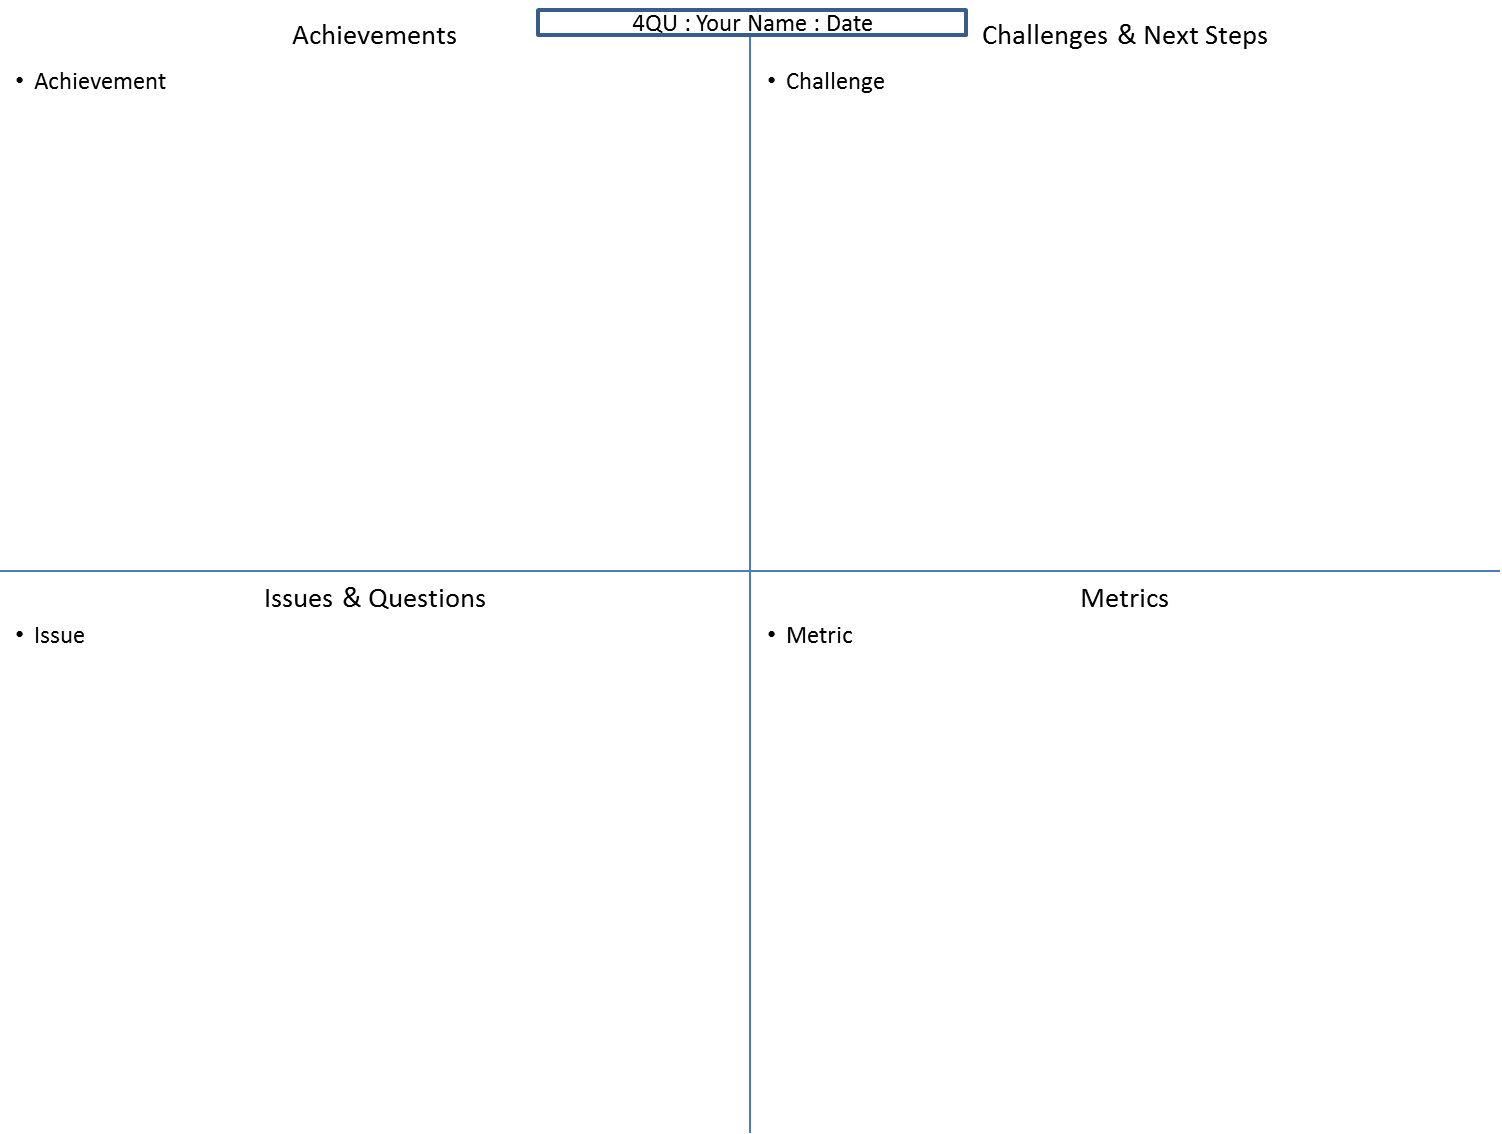 4QU : Your Name : Date
Achievements
• Achievement
Challenges & Next Steps
• Challenge
Issues & Questions
• Issue
Metrics
• Metric